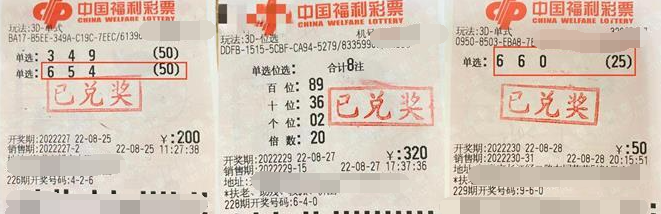 中国福利彩票
CHINA WELFARE LOTTERY
玩法:3D-单式
BA17-B5EE-349A-C19C-7EEC/6139
单选: 3 4 9 (50)
单选: 6 5 4 (50)
已兑奖
开奖期:2022227 22-08-25 ¥:200
销售期:2022227-2 22-08-25 11:27:38
226期开奖号码:4-2-6
中国福利彩票
CHINA WELFARE LOTTERY
玩法:3D-位选 机号
DDFB-1515-5CBF-CA94-5279/833599
单选位选: 合计8注
百 位: 89
十 位: 36
个 位: 02
倍 数: 20
已兑奖
开奖期:2022229 22-08-27 ¥:320
销售期:2022229-15 22-08-27 17:37:36
地址:
228期开奖号码:6-4-0
中国福利彩票
CHINA WELFARE LOTTERY
玩法:3D-单式
0950-8503-EBA8-7E
单选: 6 6 0 (25)
已兑奖
开奖期:2022230 22-08-28 ¥:50
销售期:2022230-31 22-08-28 20:15:51
地址:
229期开奖号码:9-6-0